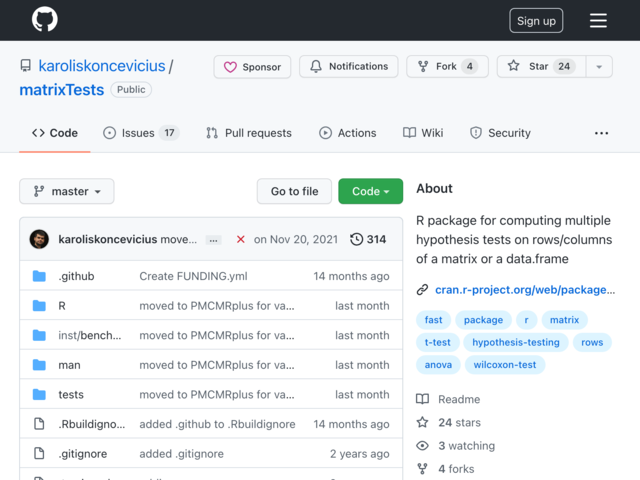 Sign up
karoliskoncevicius /
matrixTests Public
Sponsor
Notifications
Fork 4
Star 24
Code
Issues 17
Pull requests
Actions
Wiki
Security
master
Go to file
Code
karoliskoncevicius move... ... on Nov 20, 2021 314
.github Create FUNDING.yml 14 months ago
R moved to PMCMRplus for va... last month
inst/bench... moved to PMCMRplus for va... last month
man moved to PMCMRplus for va... last month
tests moved to PMCMRplus for va... last month
.Rbuildigno... added .github to .Rbuildignore 14 months ago
.gitignore added .gitignore 2 years ago
About
R package for computing multiple
hypothesis tests on rows/columns
of a matrix or a data.frame
cran.r-project.org/web/package...
fast package r matrix
t-test hypothesis-testing rows
anova wilcoxon-test
Readme
24 stars
3 watching
4 forks